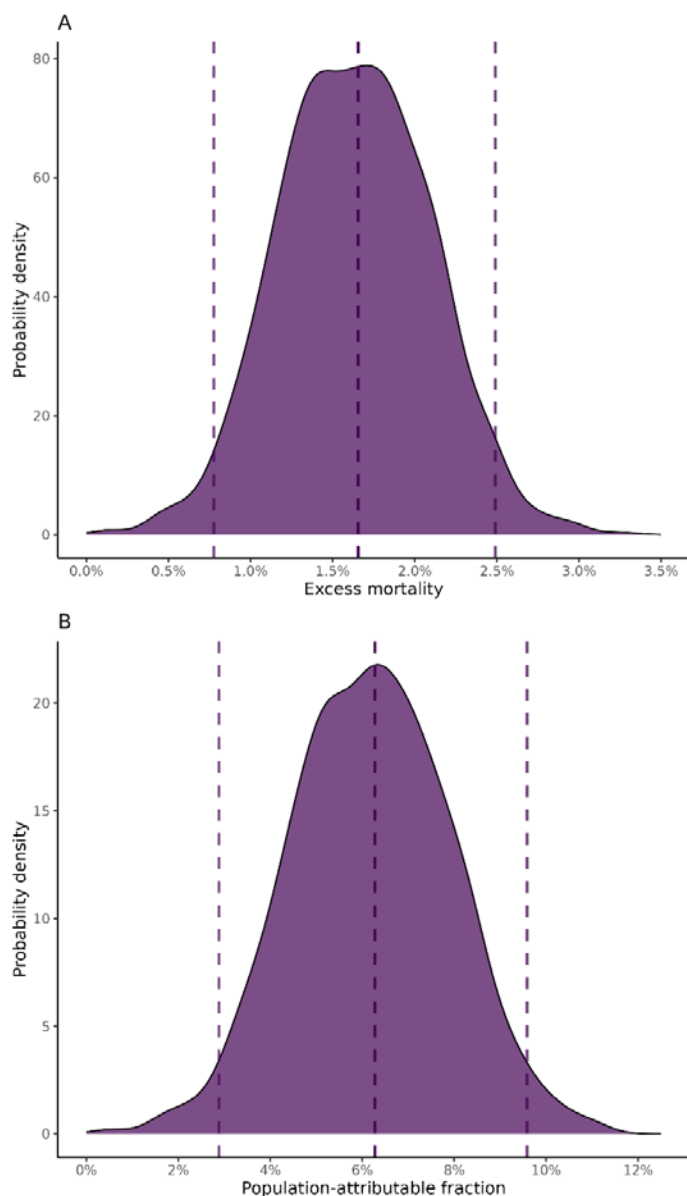 A
80
60
40
20
0
Probability density
0.0% 0.5% 1.0% 1.5% 2.0% 2.5% 3.0% 3.5%
Excess mortality
B
20
15
10
5
0
Probability density
0% 2% 4% 6% 8% 10% 12%
Population-attributable fraction